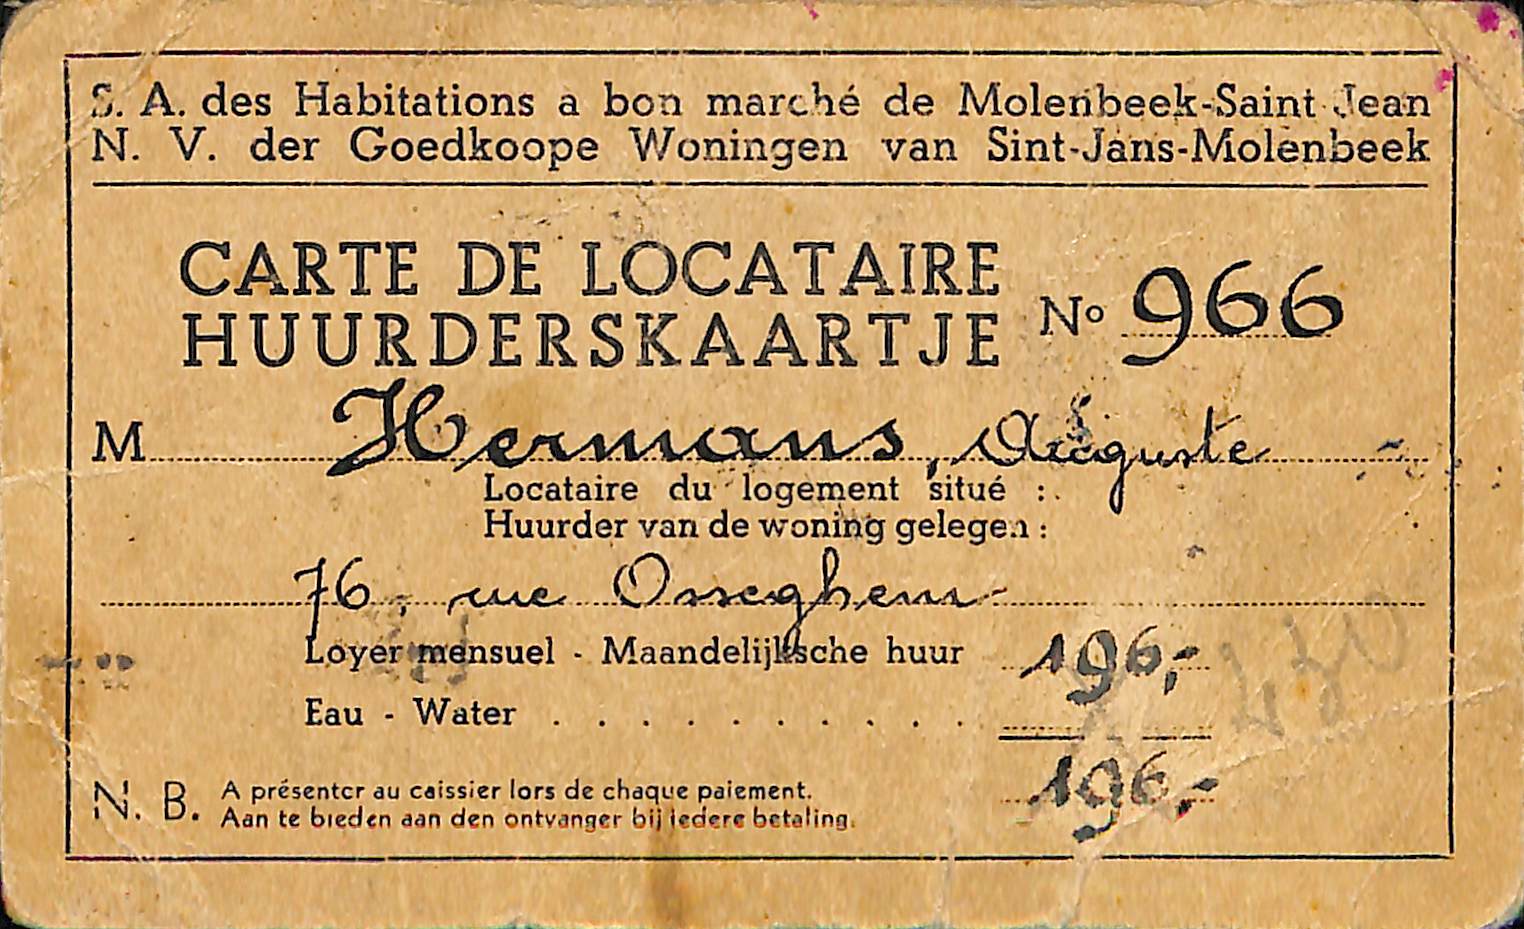 S. A. des Habitations a bon marché de Molenbeek-Saint-Jean
N. V. der Goedkoope Woningen van Sint-Jans-Molenbeek
CARTE DE LOCATAIRE
HUURDERSKAARTJE
No 966
M Hermans, Auguste
Locataire du logement situé :
Huurder van de woning gelegen :
76, rue Osseghem
Loyer mensuel - Maandelijksche huur 196,-
Eau - Water . . . . . . . . . .
196,-
N. B. A présenter au caissier lors de chaque paiement.
Aan te bieden aan den ontvanger bij iedere betaling.